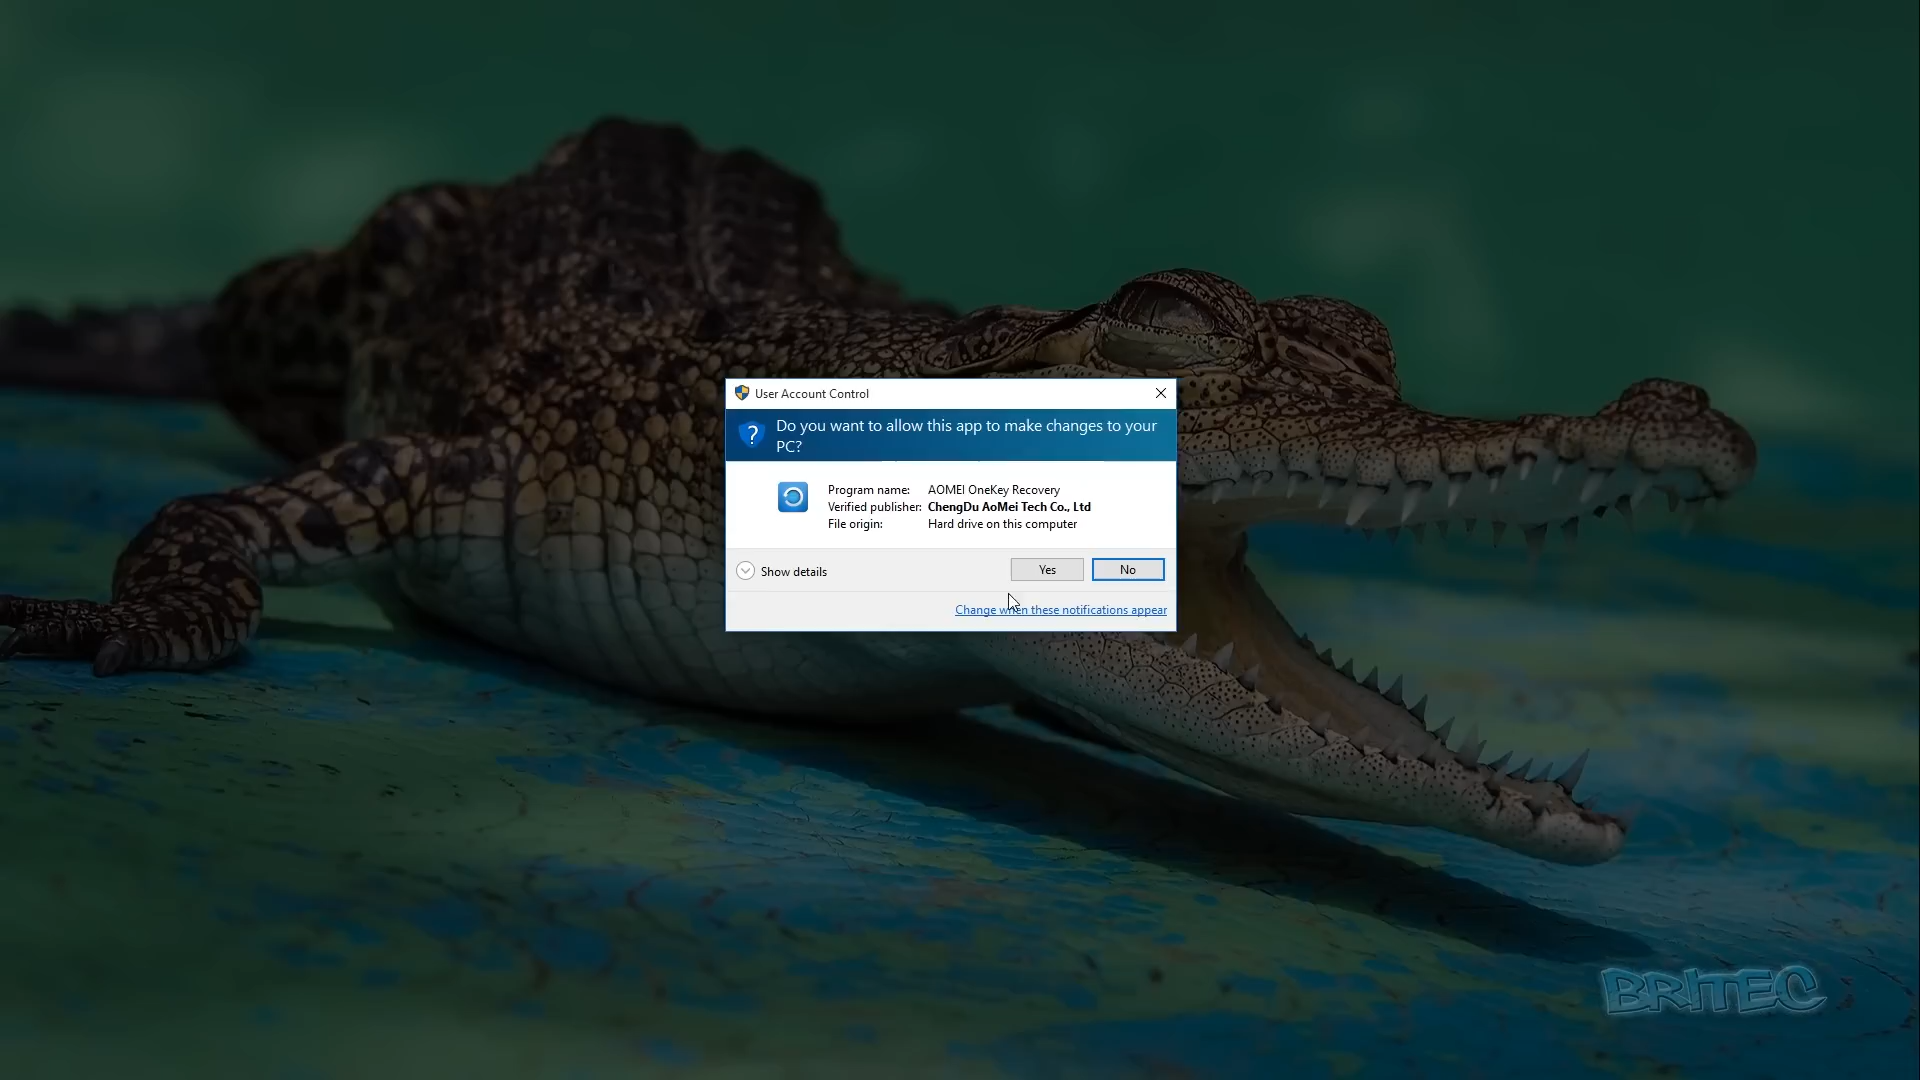 User Account Control
Do you want to allow this app to make changes to your
PC?
?
Program name: AOMEI OneKey Recovery
Verified publisher: ChengDu AoMei Tech Co., Ltd
File origin: Hard drive on this computer
Show details
Yes
No
Change when these notifications appear
BRITEC